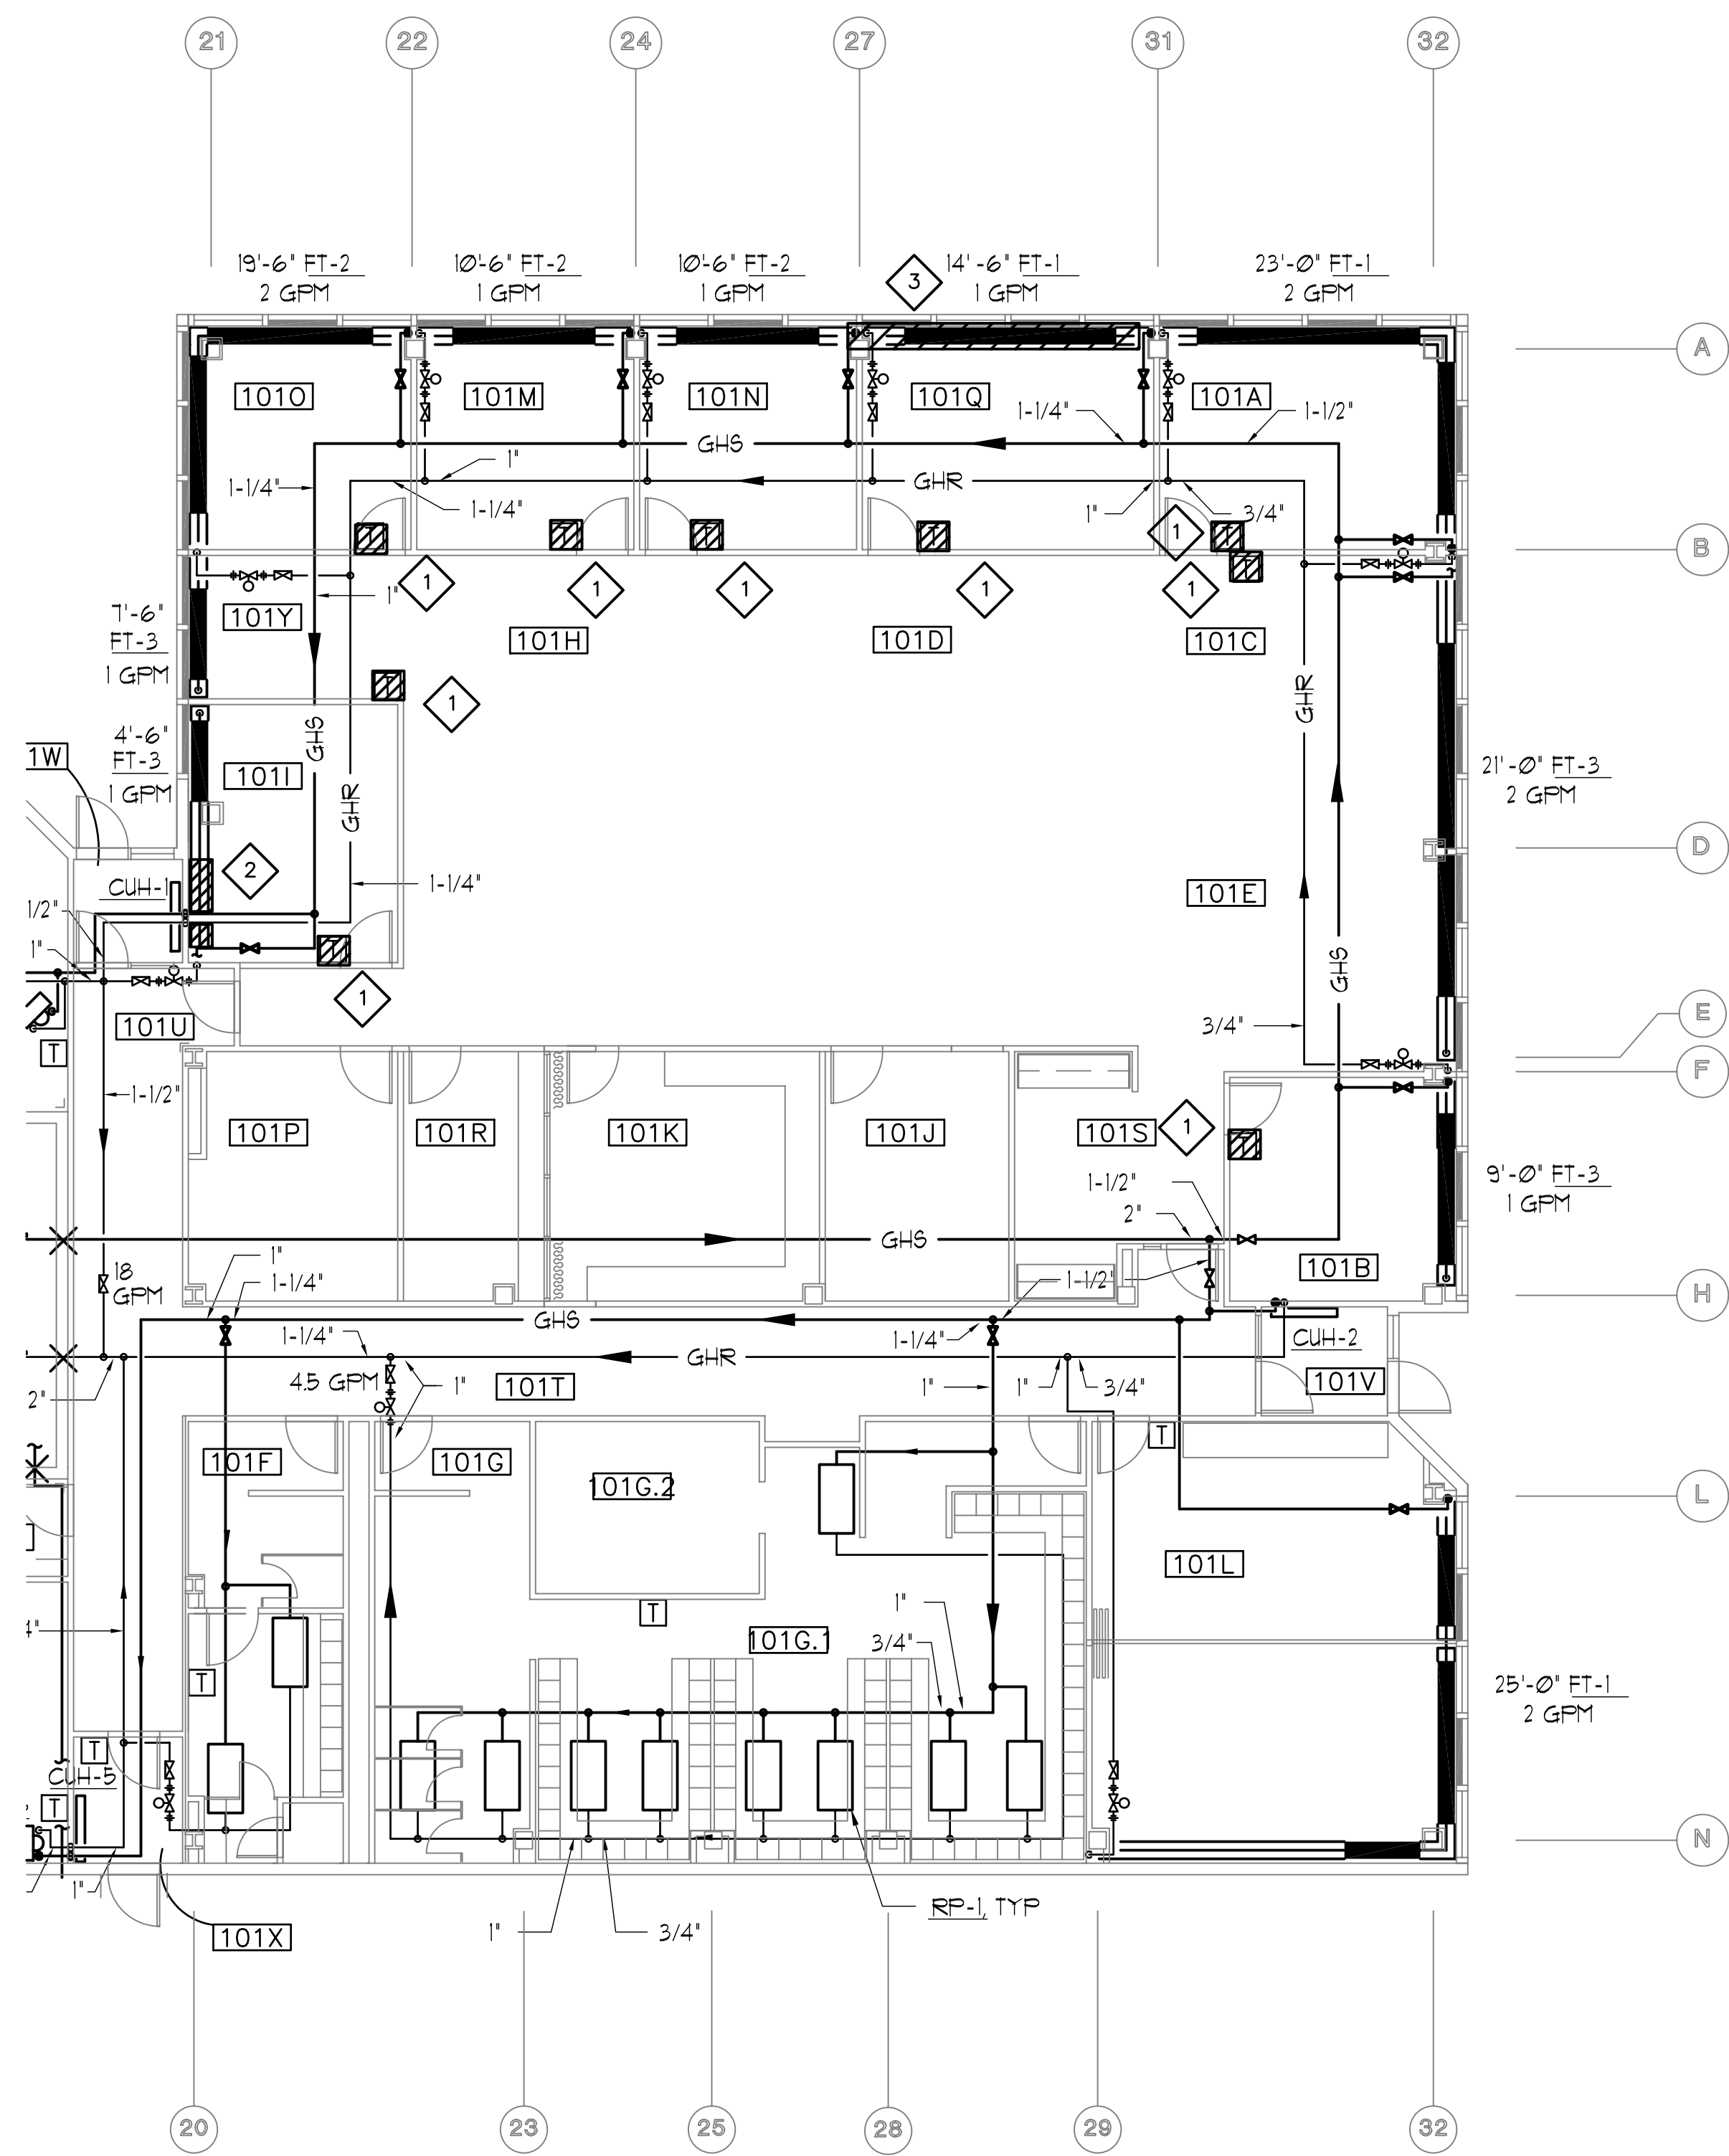 21 22 24 27 31 32
19'-6" FT-2
2 GPM
10'-6" FT-2
1 GPM
10'-6" FT-2
1 GPM
3
14'-6" FT-1
1 GPM
23'-0" FT-1
2 GPM
A
101O
101M
101N
101Q
101A
1-1/4"
1-1/2"
GHS
1"
GHR
1-1/4"
1-1/4"
1"
3/4"
T
T
T
T
T
T
1
B
1
1
1
1
1
1"
7'-6"
FT-3
1 GPM
101Y
101H
101D
101C
T
1
GHS
GHR
GHR
4'-6"
FT-3
1 GPM
1W
101I
21'-0" FT-3
2 GPM
D
2
CUH-1
1-1/4"
101E
1/2"
1"
T
GHS
1
101U
T
3/4"
E
F
1-1/2"
101P
101R
101K
101J
101S
1
T
1-1/2"
2"
9'-0" FT-3
1 GPM
GHS
18
GPM
1"
1-1/4"
1-1/2"
101B
H
GHS
1-1/4"
1-1/4"
CUH-2
GHR
4.5 GPM
1"
101T
1"
1"
3/4"
101V
2"
T
101F
101G
101G.2
L
101L
T
1"
101G.1
3/4"
4"
T
25'-0" FT-1
2 GPM
T
CUH-5
T
N
1"
RP-1, TYP
101X
1"
3/4"
20 23 25 28 29 32